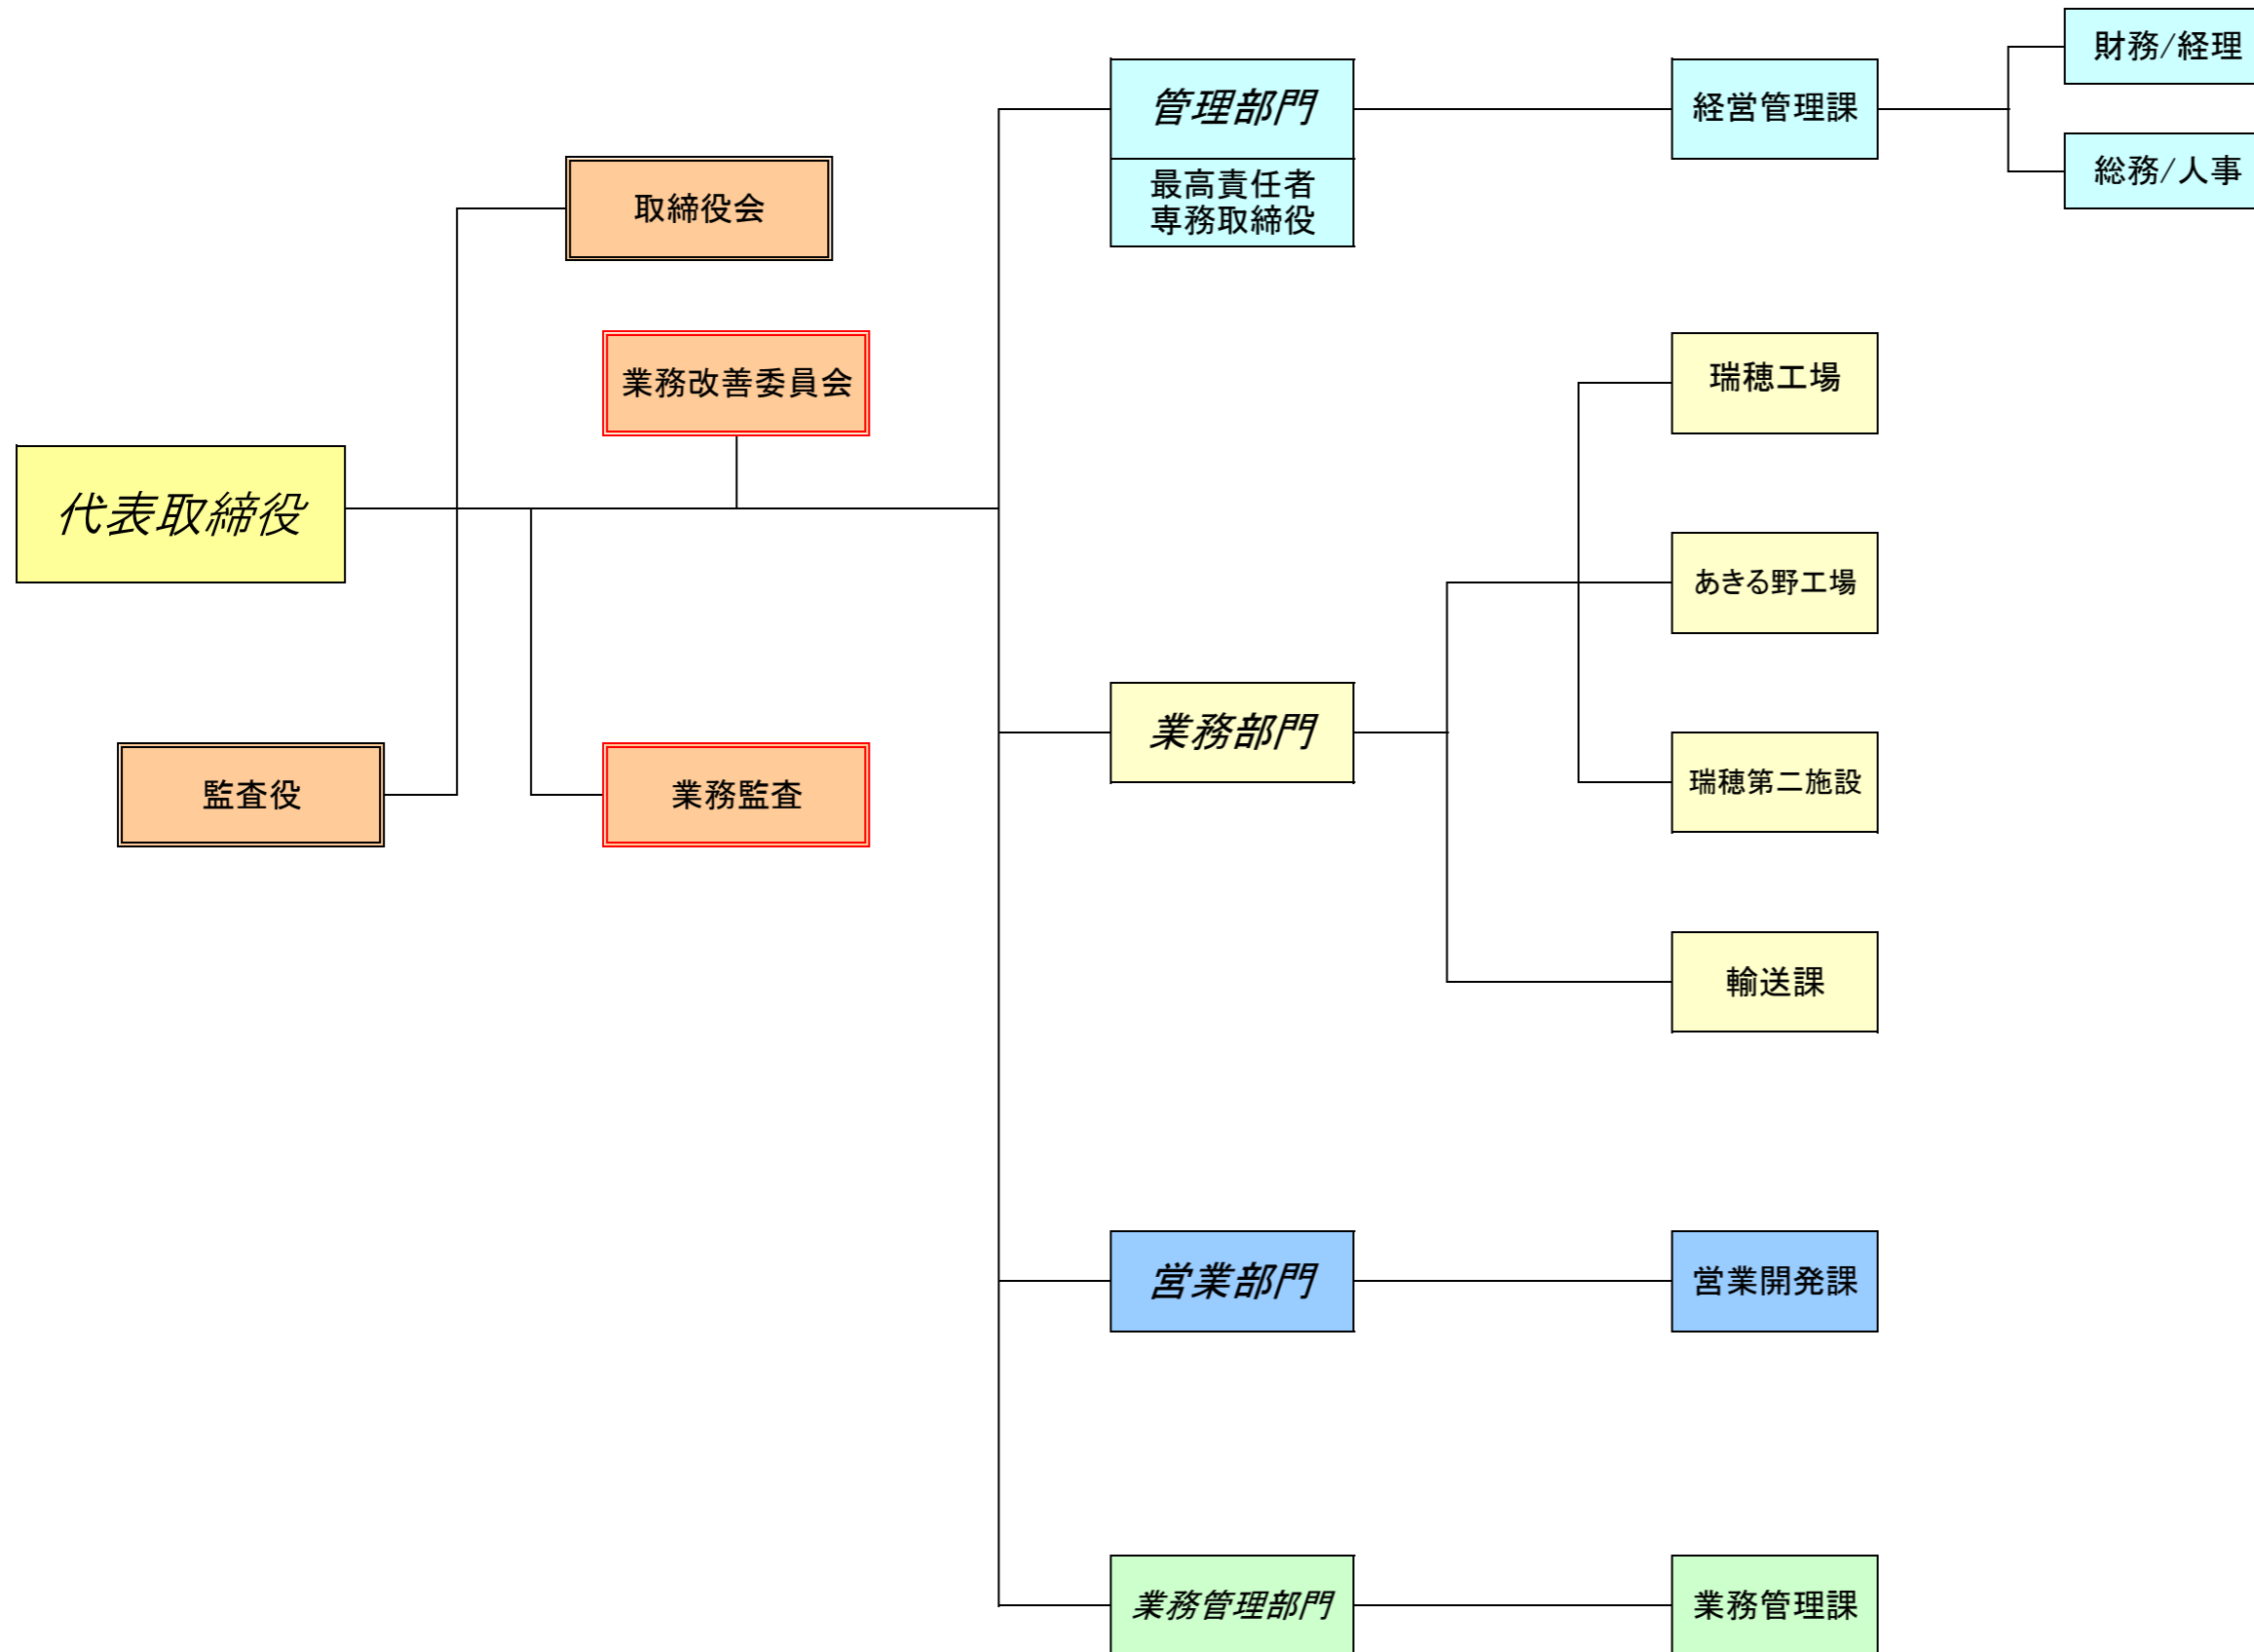 財務/経理
管理部門
経営管理課
総務/人事
最高責任者
専務取締役
取締役会
業務改善委員会
瑞穂工場
代表取締役
あきる野工場
業務部門
監査役
業務監査
瑞穂第二施設
輸送課
営業部門
営業開発課
業務管理部門
業務管理課